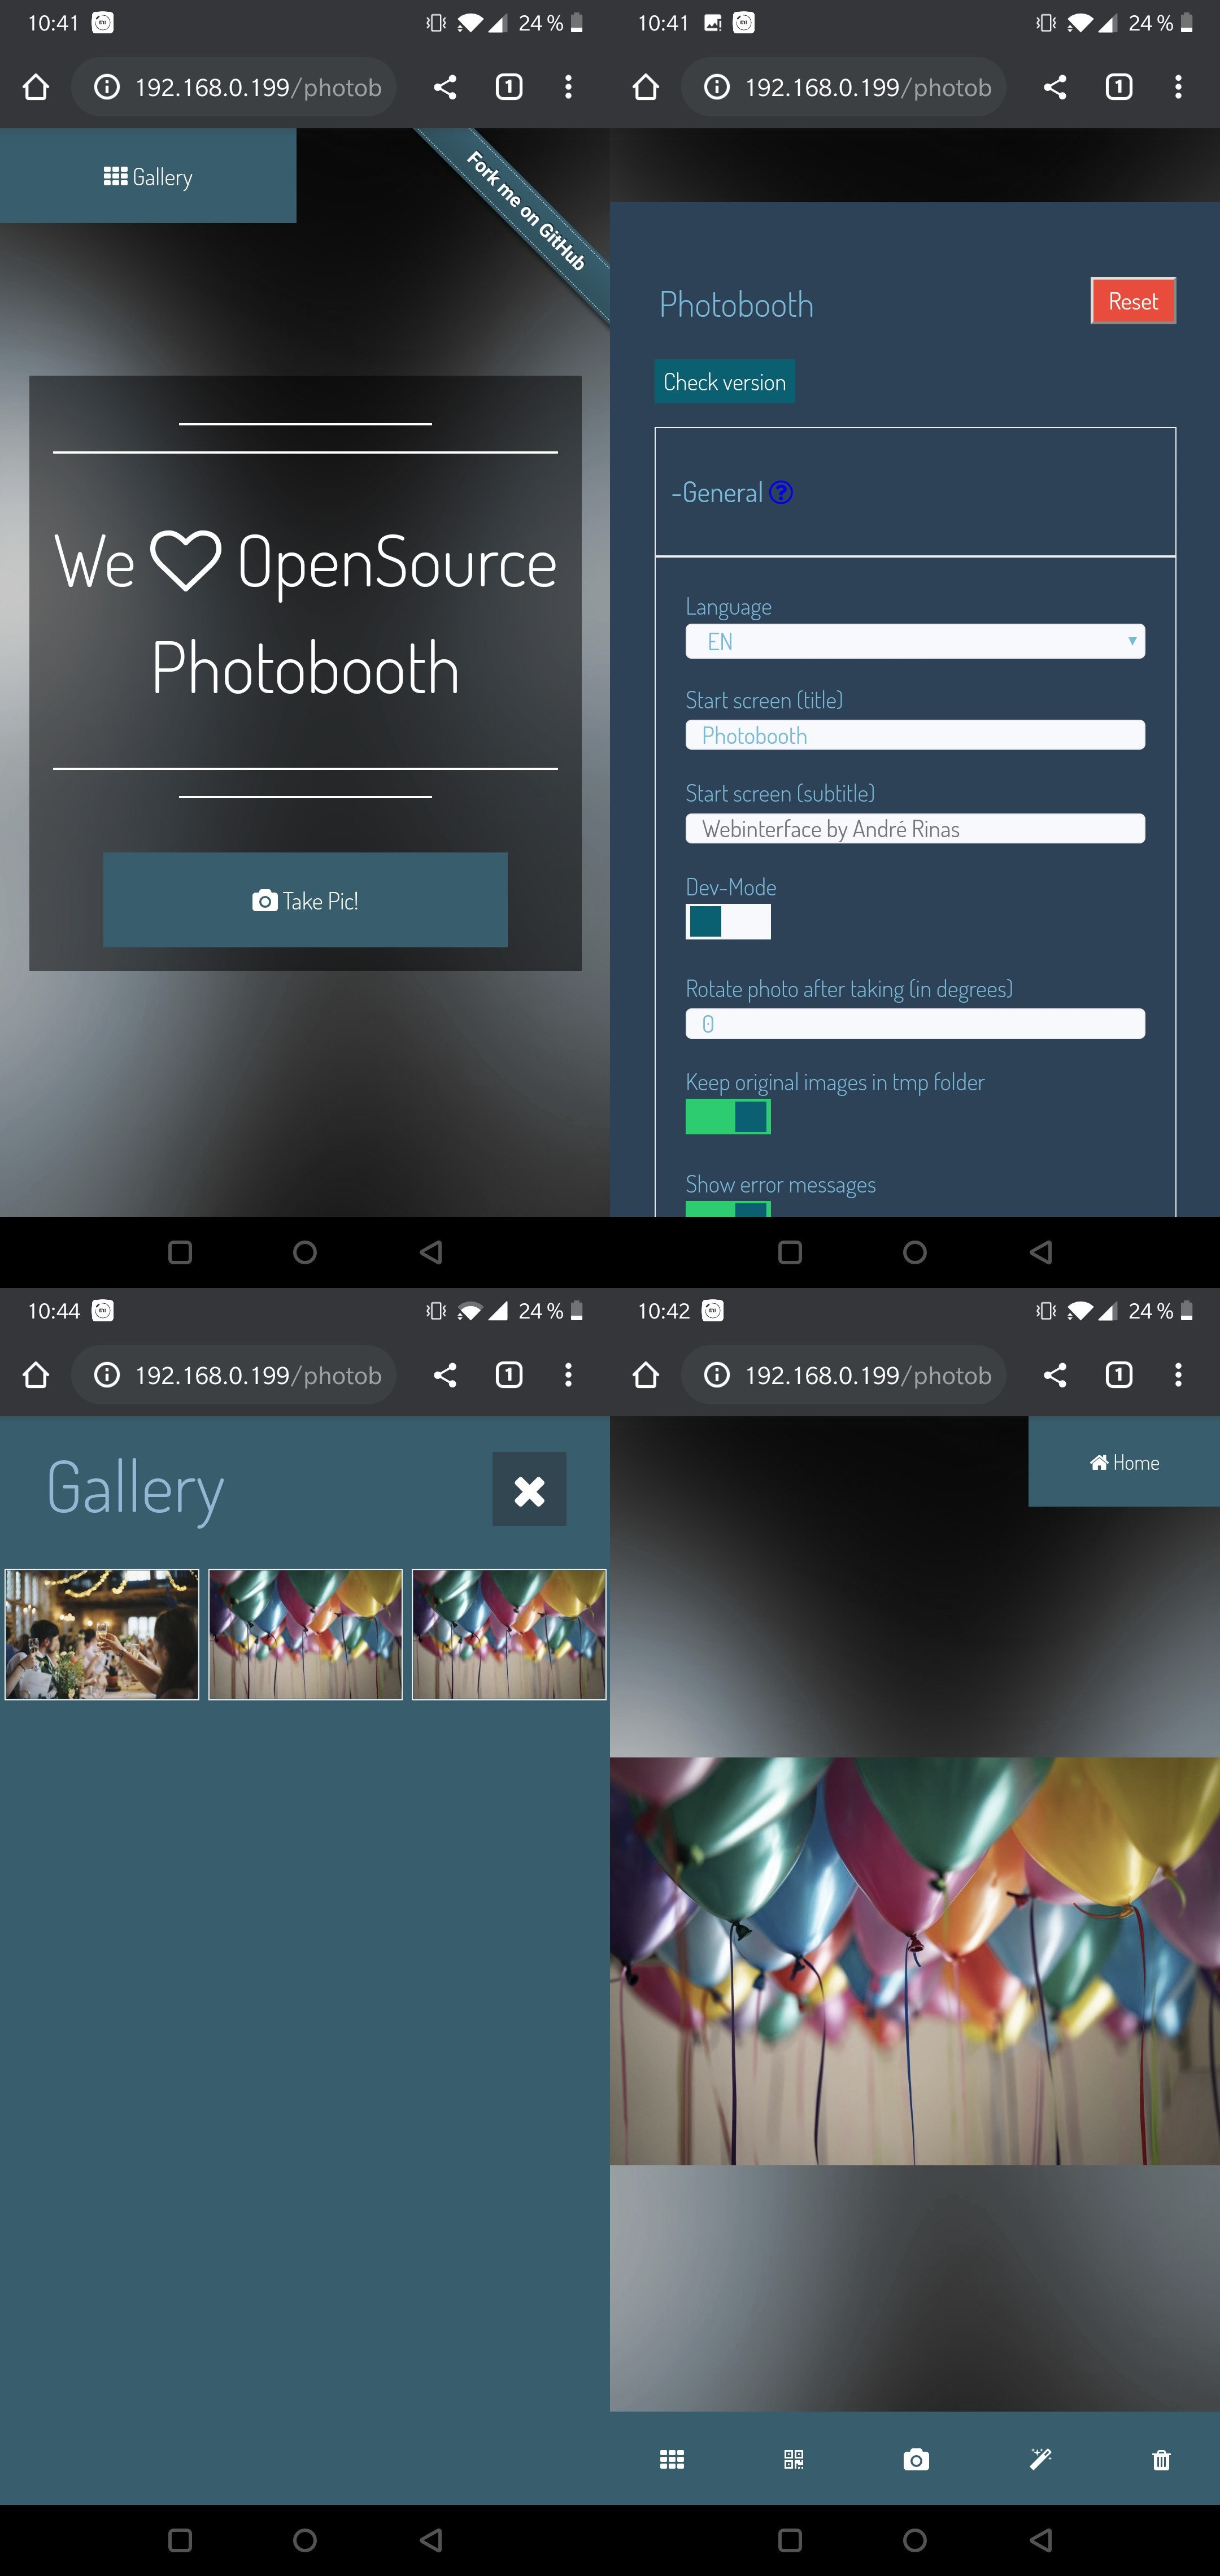 10:41
24 %
192.168.0.199/photob
1
Gallery
Fork me on GitHub
We OpenSource
Photobooth
Take Pic!
10:41
24 %
192.168.0.199/photob
1
Photobooth
Reset
Check version
-General ?
Language
EN
Start screen (title)
Photobooth
Start screen (subtitle)
Webinterface by André Rinas
Dev-Mode
Rotate photo after taking (in degrees)
0
Keep original images in tmp folder
Show error messages
10:44
24 %
192.168.0.199/photob
1
Gallery
10:42
24 %
192.168.0.199/photob
1
Home